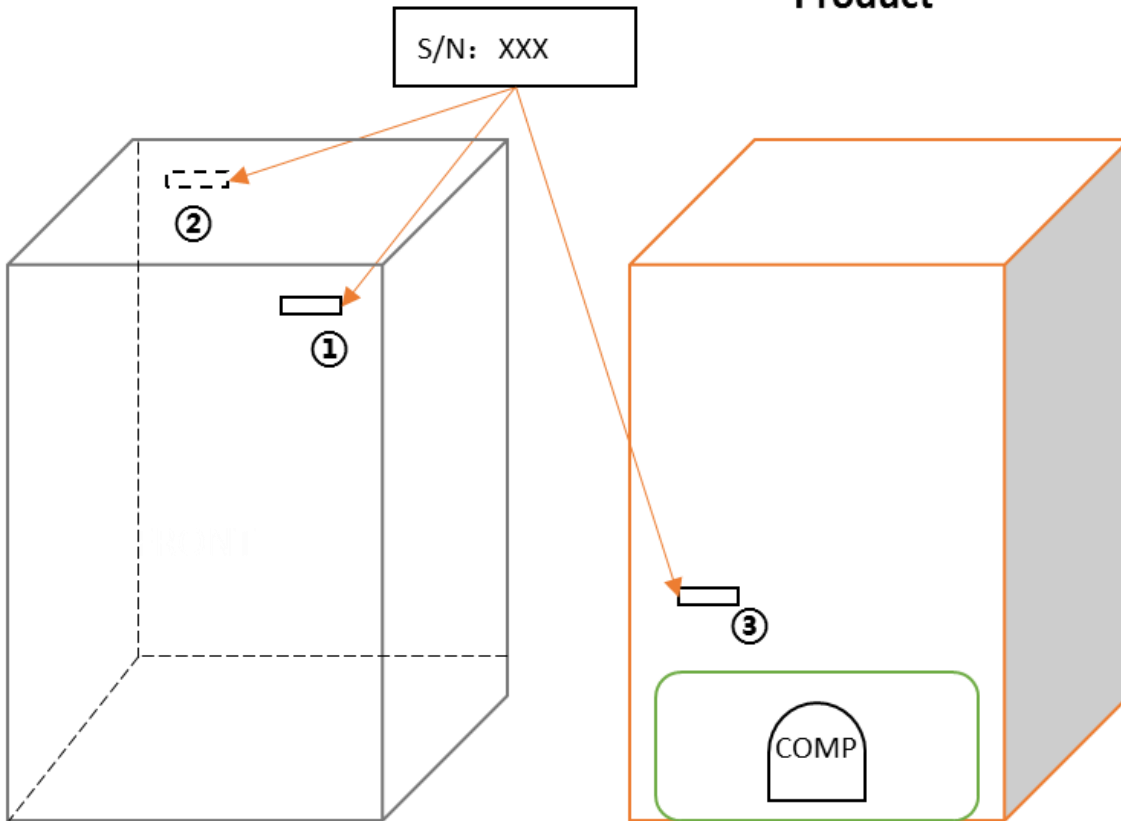 Product
S/N：XXX
②
①
③
COMP